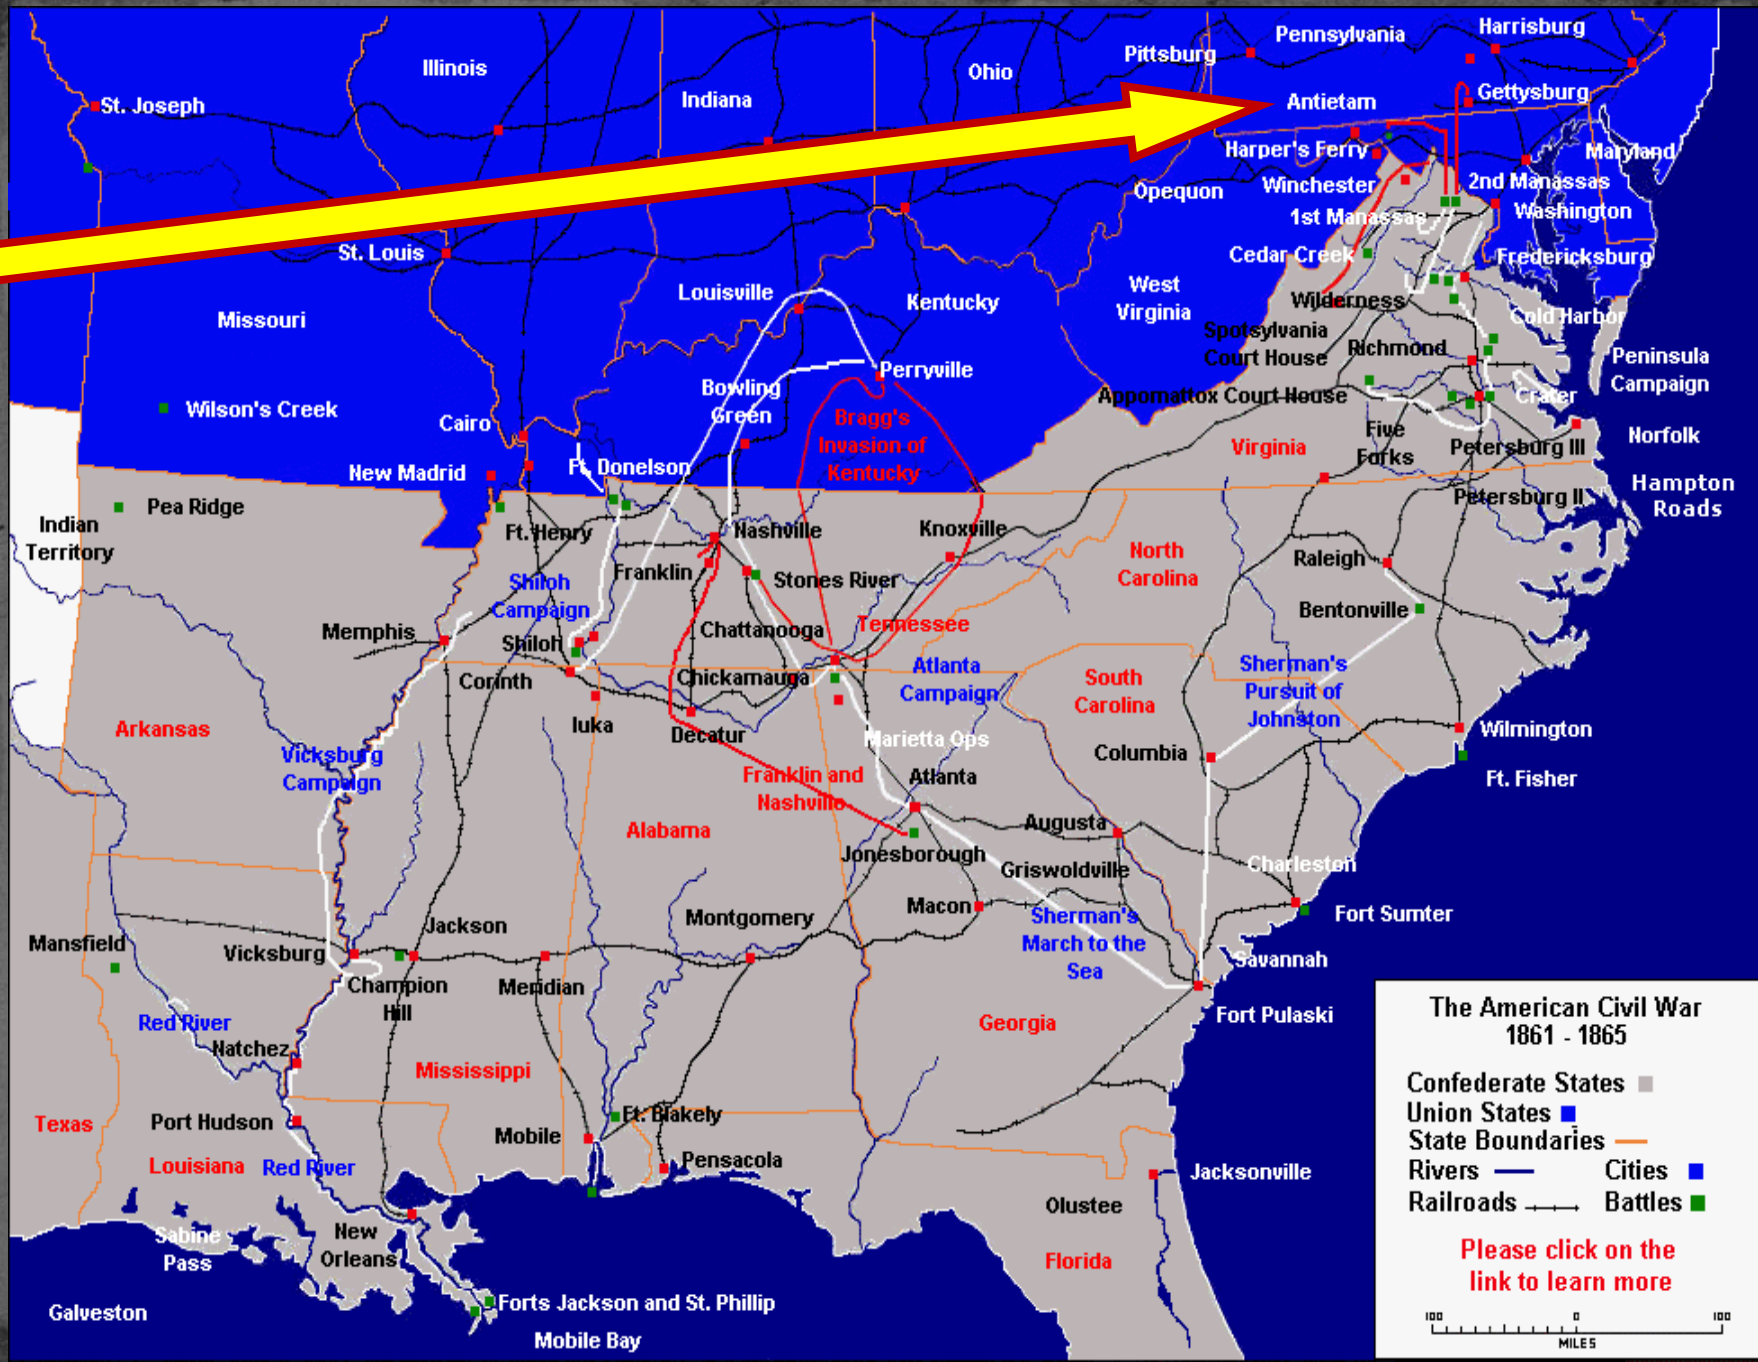 Harrisburg
Pennsylvania
Pittsburg
Illinois
Ohio
Indiana
Antietam
Gettysburg
St. Joseph
Harper's Ferry
Maryland
Opequon
Winchester
2nd Manassas
1st Manassas
Washington
St. Louis
Cedar Creek
Fredericksburg
Louisville
Kentucky
West
Virginia
Wilderness
Missouri
Cold Harbor
Spotsylvania
Court House
Richmond
Peninsula
Campaign
Perryville
Bowling
Green
Appomattox Court House
Crater
Wilson's Creek
Cairo
Bragg's
Invasion of
Kentucky
Virginia
Five
Forks
Petersburg III
Norfolk
New Madrid
Ft. Donelson
Petersburg II
Hampton
Roads
Pea Ridge
Indian
Territory
Ft. Henry
Nashville
Knoxville
North
Carolina
Raleigh
Franklin
Stones River
Shiloh
Campaign
Bentonville
Memphis
Shiloh
Chattanooga
Tennessee
Corinth
Chickamauga
Atlanta
Campaign
South
Carolina
Sherman's
Pursuit of
Johnston
Arkansas
Iuka
Decatur
Marietta Ops
Wilmington
Vicksburg
Campaign
Columbia
Franklin and
Nashville
Atlanta
Ft. Fisher
Alabama
Augusta
Jonesborough
Griswoldville
Charleston
Macon
Fort Sumter
Jackson
Montgomery
Mansfield
Vicksburg
Sherman's
March to the
Sea
Savannah
Champion
Hill
Meridian
Fort Pulaski
Red River
Georgia
Natchez
Mississippi
Texas
Port Hudson
Ft. Blakely
Mobile
Louisiana
Red River
Pensacola
Jacksonville
Olustee
Sabine
Pass
New
Orleans
Florida
Galveston
Forts Jackson and St. Phillip
Mobile Bay
The American Civil War
1861 - 1865
Confederate States
Union States
State Boundaries
Rivers
Cities
Railroads
Battles
Please click on the
link to learn more
100 0 100
MILES